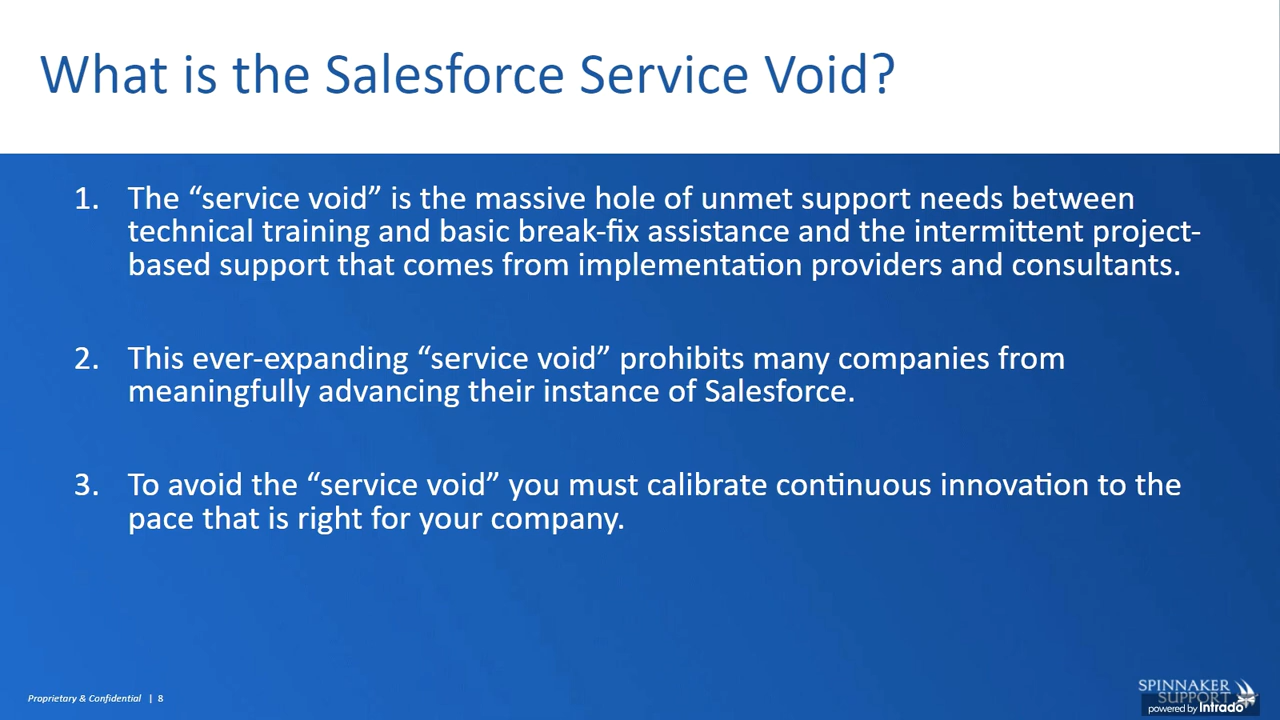 What is the Salesforce Service Void?
1. The “service void” is the massive hole of unmet support needs between
technical training and basic break-fix assistance and the intermittent project-
based support that comes from implementation providers and consultants.
2. This ever-expanding “service void” prohibits many companies from
meaningfully advancing their instance of Salesforce.
3. To avoid the “service void” you must calibrate continuous innovation to the
pace that is right for your company.
Proprietary & Confidential | 8
SPINNAKER
SUPPORT
powered by Intrado